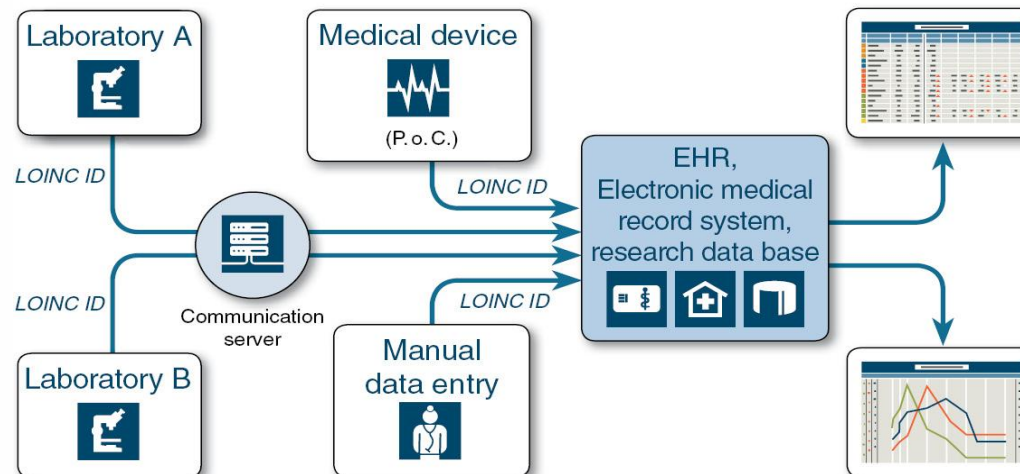 Laboratory A
Medical device
(P. o. C.)
LOINC ID
LOINC ID
EHR,
Electronic medical
record system,
research data base
LOINC ID
LOINC ID
Communication
server
Laboratory B
Manual
data entry